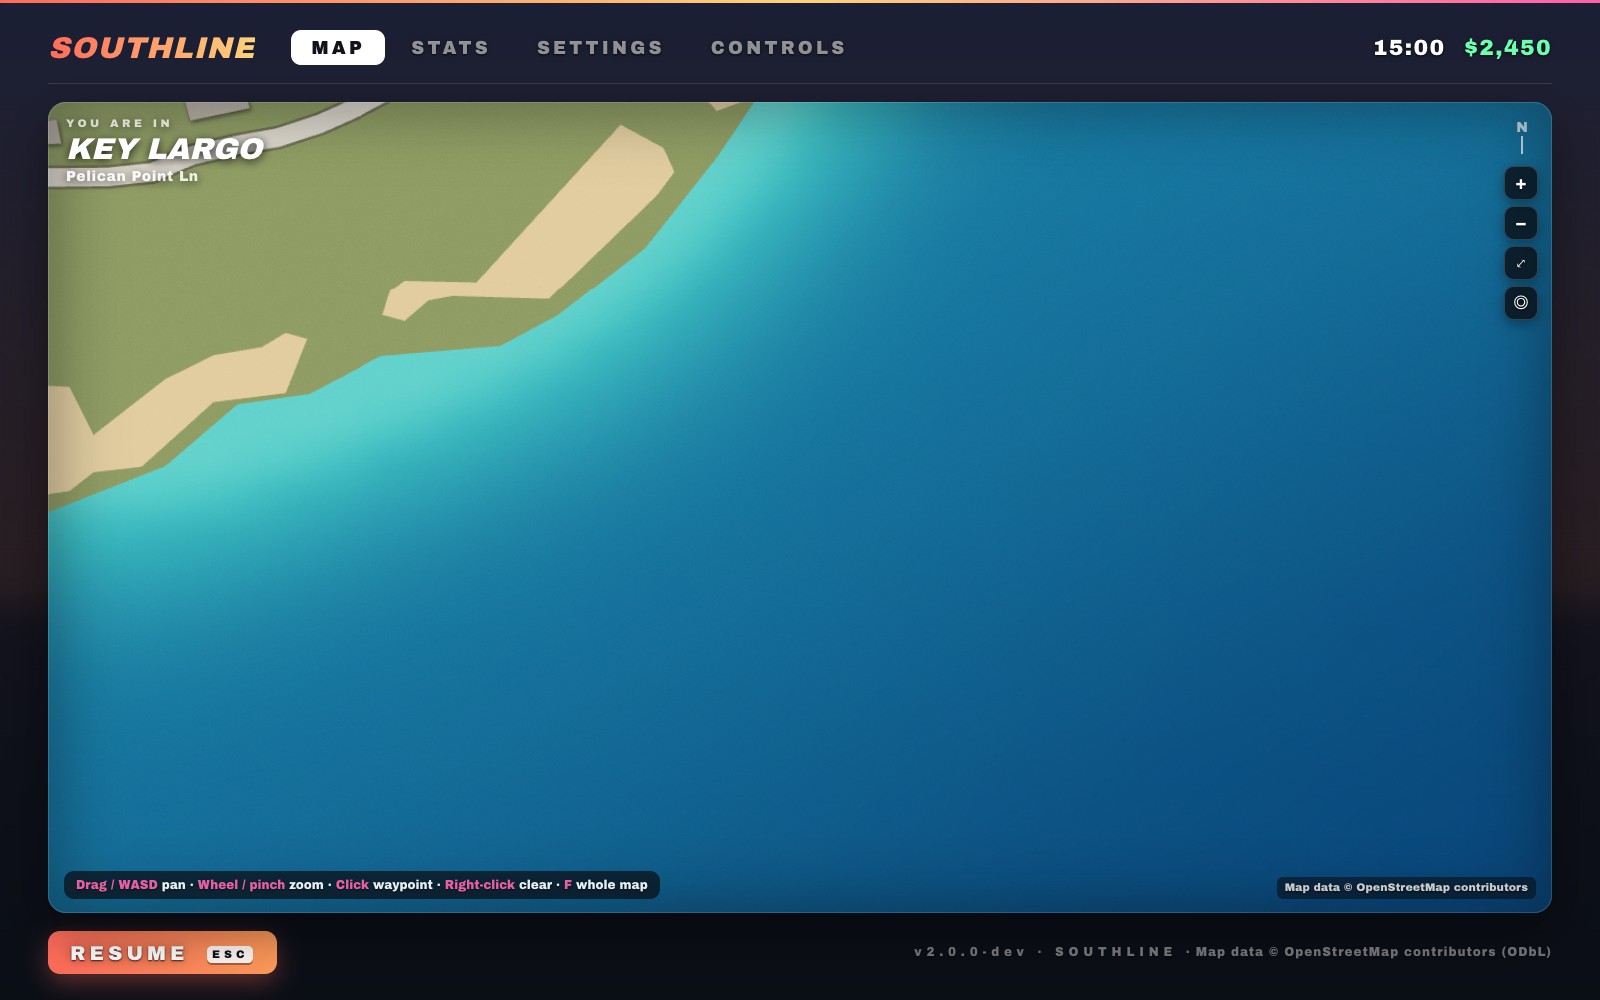 SOUTHLINE MAP STATS SETTINGS CONTROLS 15:00 $2,450
YOU ARE IN
KEY LARGO
Pelican Point Ln
N
+
−
Drag / WASD pan · Wheel / pinch zoom · Click waypoint · Right-click clear · F whole map
Map data © OpenStreetMap contributors
RESUME ESC
v2.0.0-dev · SOUTHLINE · Map data © OpenStreetMap contributors (ODbL)